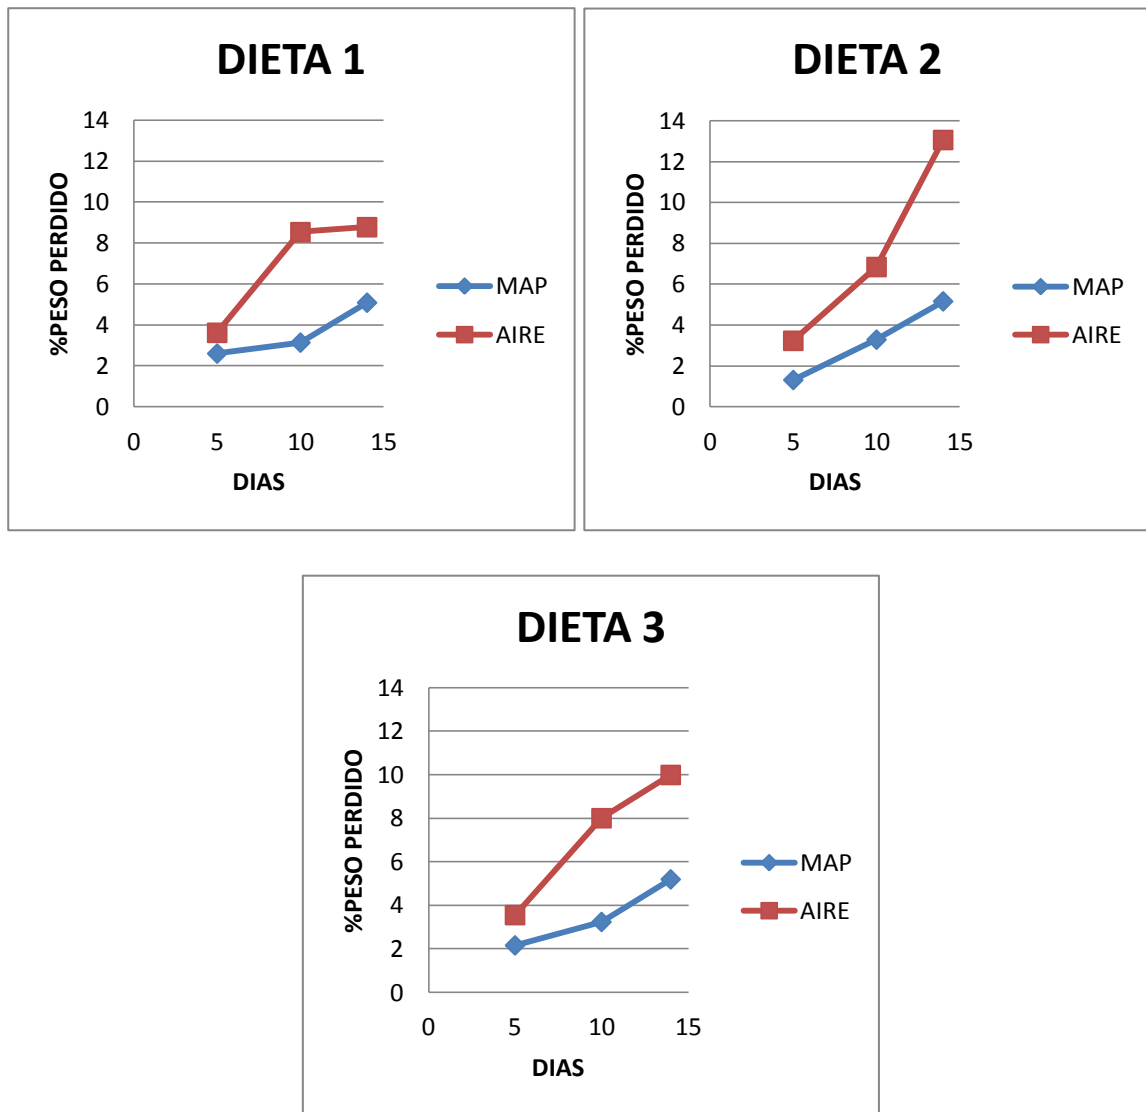 DIETA 1
14
12
10
8
6
4
2
0
0 5 10 15
%PESO PERDIDO
DIAS
MAP
AIRE
DIETA 2
14
12
10
8
6
4
2
0
0 5 10 15
%PESO PERDIDO
DIAS
MAP
AIRE
DIETA 3
14
12
10
8
6
4
2
0
0 5 10 15
%PESO PERDIDO
DIAS
MAP
AIRE